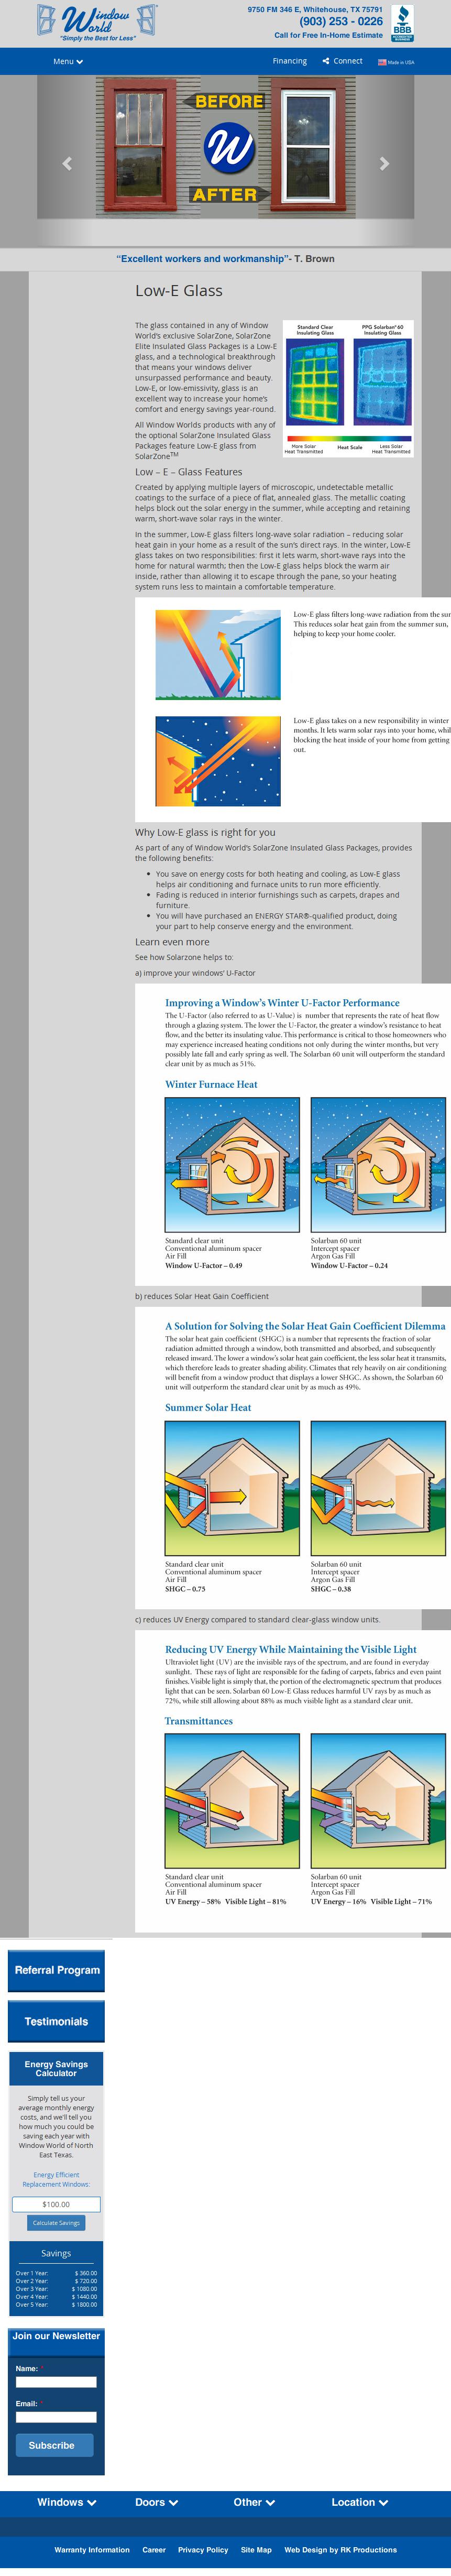 Window World
"Simply the Best for Less"
9750 FM 346 E, Whitehouse, TX 75791
(903) 253 - 0226
Call for Free In-Home Estimate
BBB
Menu
Financing
Connect
Made in USA
BEFORE
W
AFTER
“Excellent workers and workmanship”- T. Brown
Low-E Glass
The glass contained in any of Window
World’s exclusive SolarZone, SolarZone
Elite Insulated Glass Packages is a Low-E
glass, and a technological breakthrough
that means your windows deliver
unsurpassed performance and beauty.
Low-E, or low-emissivity, glass is an
excellent way to increase your home’s
comfort and energy savings year-round.
Standard Clear
Insulating Glass
PPG Solarban®60
Insulating Glass
More Solar
Heat Transmitted
Heat Scale
Less Solar
Heat Transmitted
All Window Worlds products with any of
the optional SolarZone Insulated Glass
Packages feature Low-E glass from
SolarZoneTM
Low – E – Glass Features
Created by applying multiple layers of microscopic, undetectable metallic
coatings to the surface of a piece of flat, annealed glass. The metallic coating
helps block out the solar energy in the summer, while accepting and retaining
warm, short-wave solar rays in the winter.
In the summer, Low-E glass filters long-wave solar radiation – reducing solar
heat gain in your home as a result of the sun’s direct rays. In the winter, Low-E
glass takes on two responsibilities: first it lets warm, short-wave rays into the
home for natural warmth; then the Low-E glass helps block the warm air
inside, rather than allowing it to escape through the pane, so your heating
system runs less to maintain a comfortable temperature.
Low-E glass filters long-wave radiation from the sur
This reduces solar heat gain from the summer sun,
helping to keep your home cooler.
Low-E glass takes on a new responsibility in winter
months. It lets warm solar rays into your home, whil
blocking the heat inside of your home from getting
out.
Why Low-E glass is right for you
As part of any of Window World’s SolarZone Insulated Glass Packages, provides
the following benefits:
You save on energy costs for both heating and cooling, as Low-E glass
helps air conditioning and furnace units to run more efficiently.
Fading is reduced in interior furnishings such as carpets, drapes and
furniture.
You will have purchased an ENERGY STAR®-qualified product, doing
your part to help conserve energy and the environment.
Learn even more
See how Solarzone helps to:
a) improve your windows’ U-Factor
Improving a Window’s Winter U-Factor Performance
The U-Factor (also referred to as U-Value) is number that represents the rate of heat flow
through a glazing system. The lower the U-Factor, the greater a window’s resistance to heat
flow, and the better its insulating value. This performance is critical to those homeowners who
may experience increased heating conditions not only during the winter months, but very
possibly late fall and early spring as well. The Solarban 60 unit will outperform the standard
clear unit by as much as 51%.
Winter Furnace Heat
Standard clear unit
Conventional aluminum spacer
Air Fill
Window U-Factor – 0.49
Solarban 60 unit
Intercept spacer
Argon Gas Fill
Window U-Factor – 0.24
b) reduces Solar Heat Gain Coefficient
A Solution for Solving the Solar Heat Gain Coefficient Dilemma
The solar heat gain coefficient (SHGC) is a number that represents the fraction of solar
radiation admitted through a window, both transmitted and absorbed, and subsequently
released inward. The lower a window’s solar heat gain coefficient, the less solar heat it transmits,
which therefore leads to greater shading ability. Climates that rely heavily on air conditioning
will benefit from a window product that displays a lower SHGC. As shown, the Solarban 60
unit will outperform the standard clear unit by as much as 49%.
Summer Solar Heat
Standard clear unit
Conventional aluminum spacer
Air Fill
SHGC – 0.75
Solarban 60 unit
Intercept spacer
Argon Gas Fill
SHGC – 0.38
c) reduces UV Energy compared to standard clear-glass window units.
Reducing UV Energy While Maintaining the Visible Light
Ultraviolet light (UV) are the invisible rays of the spectrum, and are found in everyday
sunlight. These rays of light are responsible for the fading of carpets, fabrics and even paint
finishes. Visible light is simply that, the portion of the electromagnetic spectrum that produces
light that can be seen. Solarban 60 Low-E Glass reduces harmful UV rays by as much as
72%, while still allowing about 88% as much visible light as a standard clear unit.
Transmittances
Standard clear unit
Conventional aluminum spacer
Air Fill
UV Energy – 58% Visible Light – 81%
Solarban 60 unit
Intercept spacer
Argon Gas Fill
UV Energy – 16% Visible Light – 71%
Referral Program
Testimonials
Energy Savings
Calculator
Simply tell us your
average monthly energy
costs, and we'll tell you
how much you could be
saving each year with
Window World of North
East Texas.
Energy Efficient
Replacement Windows:
$100.00
Calculate Savings
Savings
Over 1 Year: $ 360.00
Over 2 Year: $ 720.00
Over 3 Year: $ 1080.00
Over 4 Year: $ 1440.00
Over 5 Year: $ 1800.00
Join our Newsletter
Name: *
Email: *
Subscribe
Windows
Doors
Other
Location
Warranty Information
Career
Privacy Policy
Site Map
Web Design by RK Productions